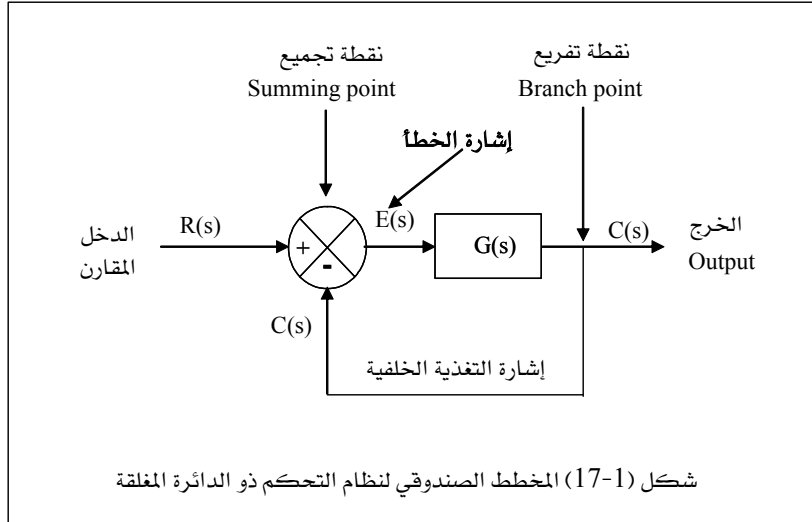 نقطة تجميع
Summing point
نقطة تفريع
Branch point
إشارة الخطأ
R(s)
E(s)
G(s)
C(s)
الدخل
المقارن
+
-
الخرج
Output
C(s)
إشارة التغذية الخلفية
شكل (1-17) المخطط الصندوقي لنظام التحكم ذو الدائرة المغلقة